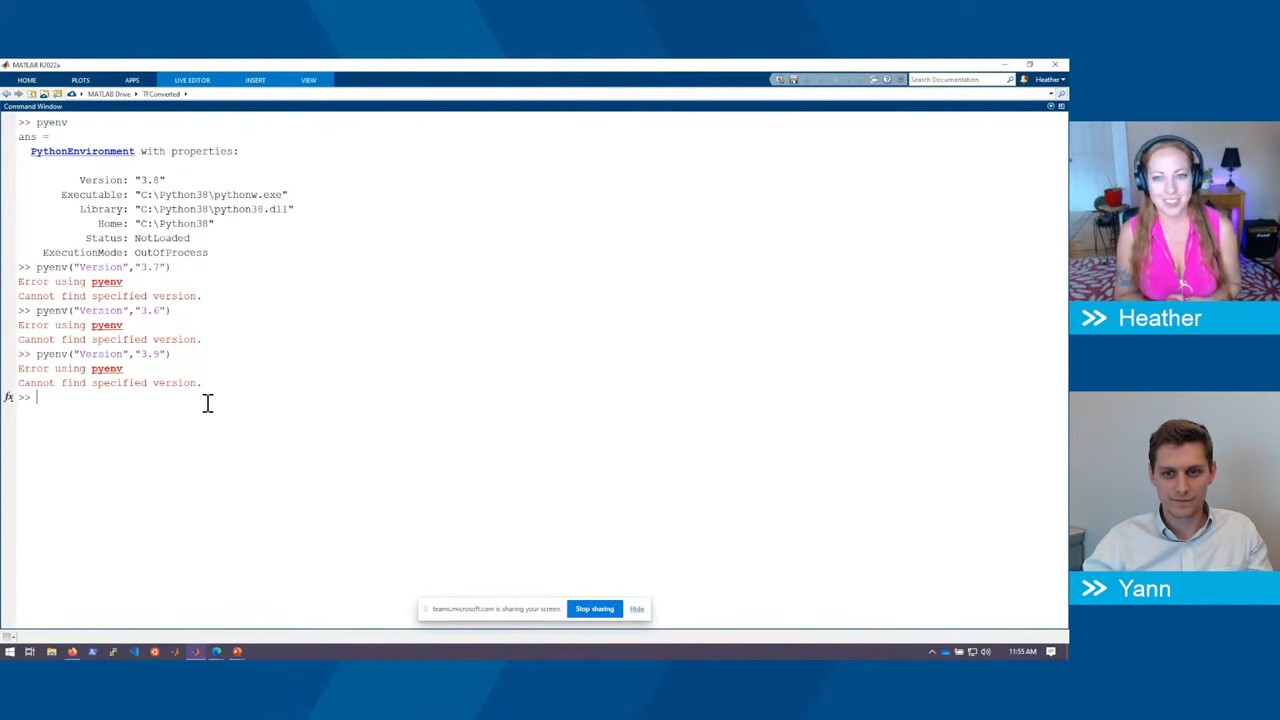 MATLAB R2022a
HOME PLOTS APPS LIVE EDITOR INSERT VIEW Search Documentation Heather
MATLAB Drive TFConverted
Command Window
>> pyenv
ans =
PythonEnvironment with properties:
Version: "3.8"
Executable: "C:\Python38\pythonw.exe"
Library: "C:\Python38\python38.dll"
Home: "C:\Python38"
Status: NotLoaded
ExecutionMode: OutOfProcess
>> pyenv("Version","3.7")
Error using pyenv
Cannot find specified version.
>> pyenv("Version","3.6")
Error using pyenv
Cannot find specified version.
>> pyenv("Version","3.9")
Error using pyenv
Cannot find specified version.
fx >>
>> Heather
>> Yann
teams.microsoft.com is sharing your screen. Stop sharing Hide
11:55 AM